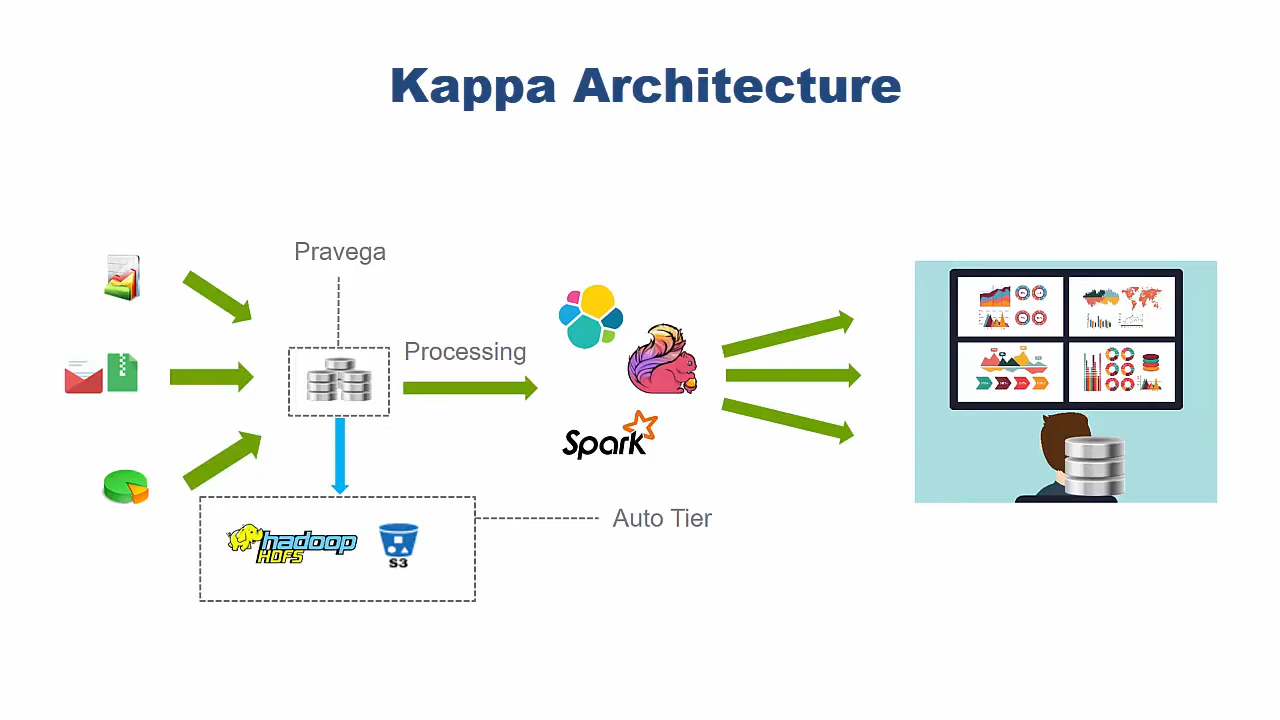 Kappa Architecture
Pravega
Processing
Spark
Auto Tier
hadoop
HDFS
S3